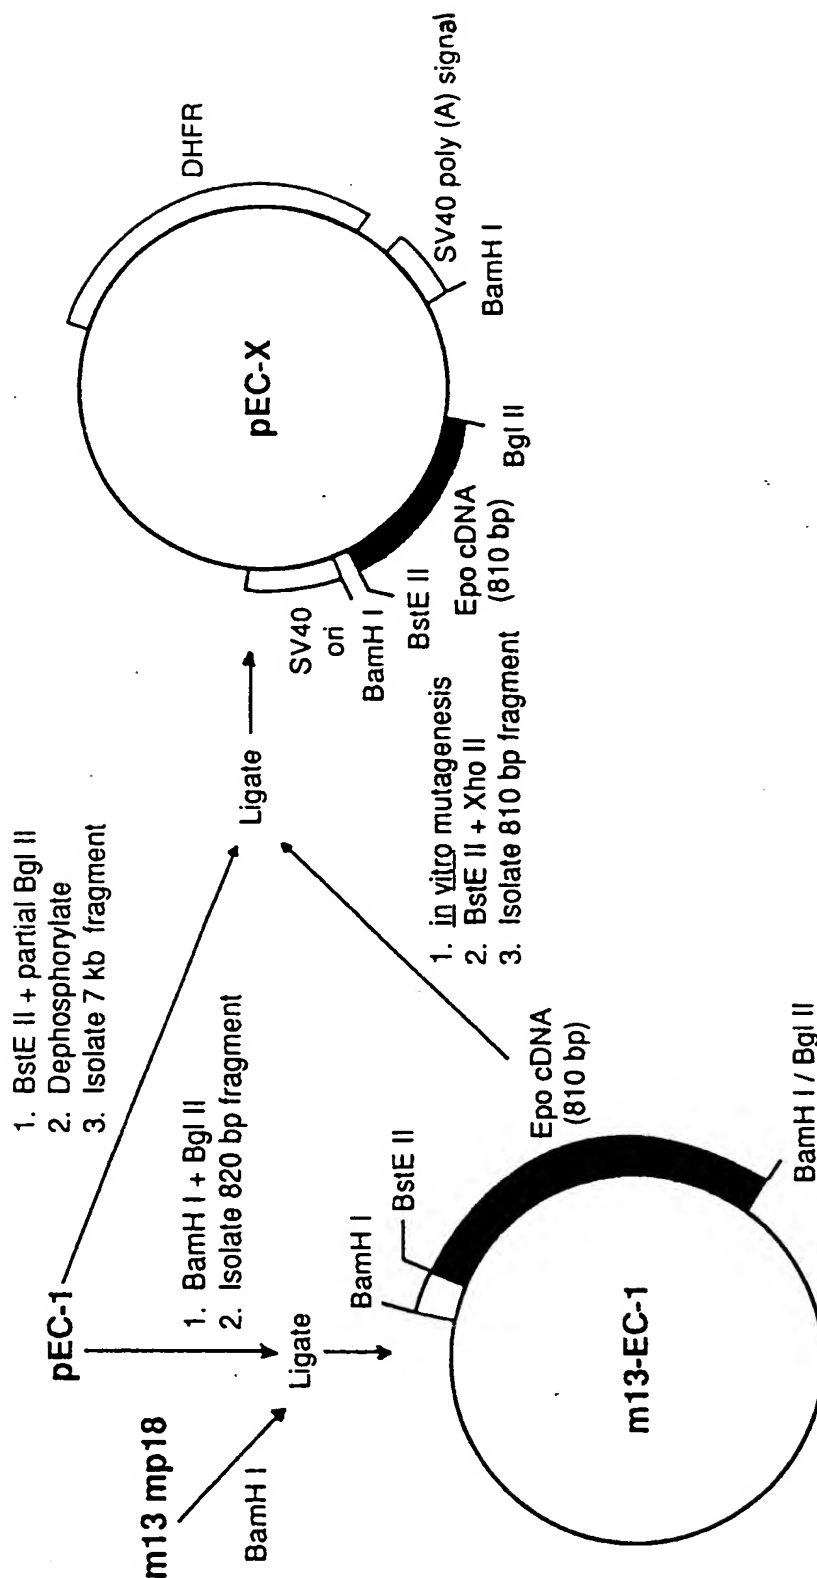 pEC-1
m13 mp18
BamH I
1. BamH I + Bgl II
2. Isolate 820 bp fragment
Ligate
1. BstE II + partial Bgl II
2. Dephosphorylate
3. Isolate 7 kb fragment
BamH I
BstE II
Epo cDNA
(810 bp)
BamH I / Bgl II
m13-EC-1
1. in vitro mutagenesis
2. BstE II + Xho II
3. Isolate 810 bp fragment
Ligate
DHFR
SV40 poly (A) signal
BamH I
pEC-X
SV40
ori
BamH I
BstE II
Epo cDNA
(810 bp)
Bgl II